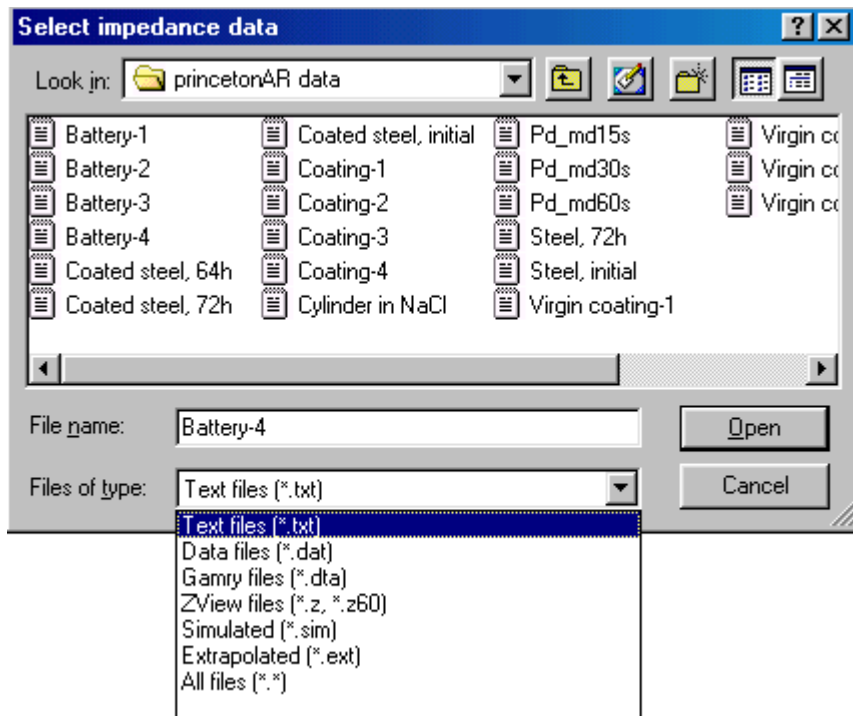 Select impedance data
Look in: princetonAR data
Battery-1
Battery-2
Battery-3
Battery-4
Coated steel, 64h
Coated steel, 72h
Coated steel, initial
Coating-1
Coating-2
Coating-3
Coating-4
Cylinder in NaCl
Pd_md15s
Pd_md30s
Pd_md60s
Steel, 72h
Steel, initial
Virgin coating-1
Virgin
Virgin
Virgin
File name: Battery-4
Open
Files of type: Text files (*.txt)
Cancel
Text files (*.txt)
Data files (*.dat)
Gamry files (*.dta)
ZView files (*.z, *.z60)
Simulated (*.sim)
Extrapolated (*.ext)
All files (*.*)